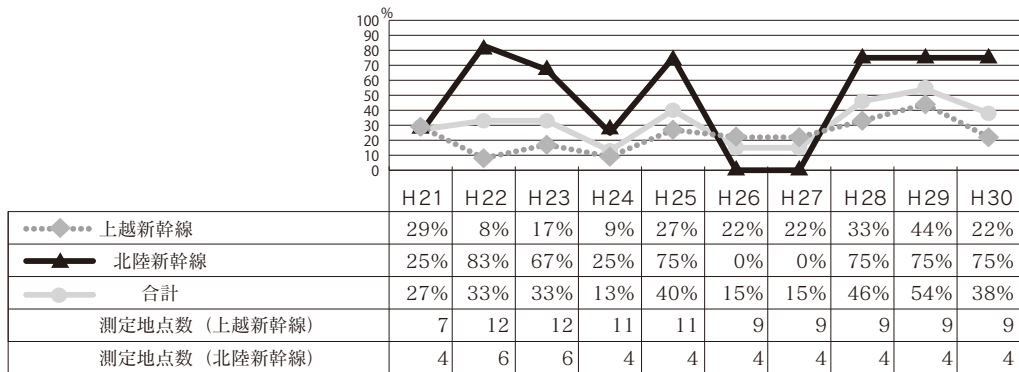 100 %
90
80
70
60
50
40
30
20
10
0
H21 H22 H23 H24 H25 H26 H27 H28 H29 H30
上越新幹線 29% 8% 17% 9% 27% 22% 22% 33% 44% 22%
北陸新幹線 25% 83% 67% 25% 75% 0% 0% 75% 75% 75%
合計 27% 33% 33% 13% 40% 15% 15% 46% 54% 38%
測定地点数（上越新幹線） 7 12 12 11 11 9 9 9 9 9
測定地点数（北陸新幹線） 4 6 6 4 4 4 4 4 4 4